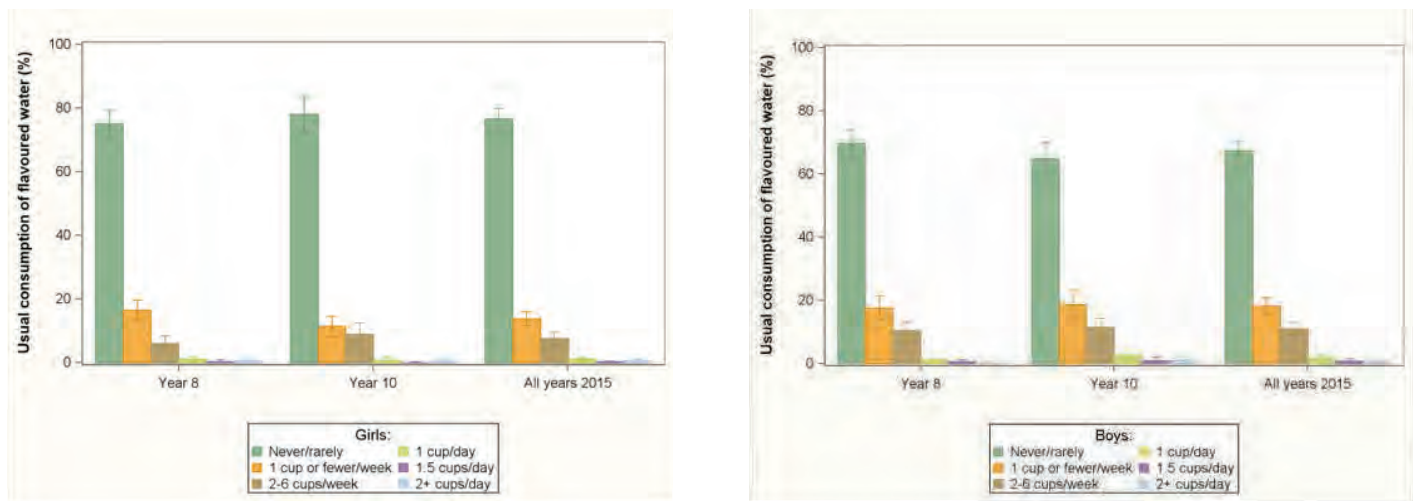 Usual consumption of flavoured water (%)
100
80
60
40
20
0
Year 8 Year 10 All years 2015
Girls:
Never/rarely 1 cup/day
1 cup or fewer/week 1.5 cups/day
2-6 cups/week 2+ cups/day
Usual consumption of flavoured water (%)
100
80
60
40
20
0
Year 8 Year 10 All years 2015
Boys:
Never/rarely 1 cup/day
1 cup or fewer/week 1.5 cups/day
2-6 cups/week 2+ cups/day